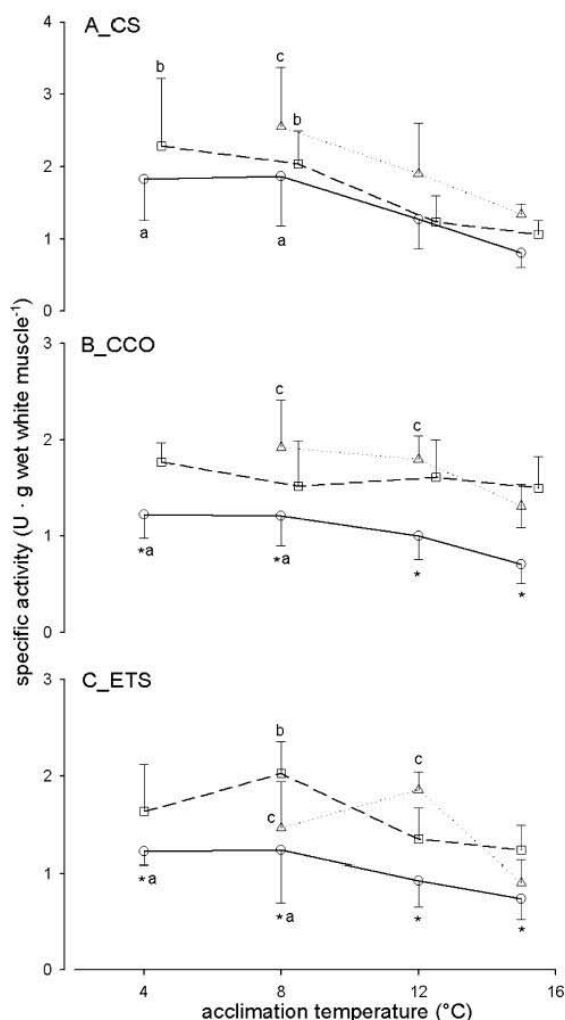 specific activity (U · g wet white muscle⁻¹)
A_CS
4
3
2
1
0
b
c
b
a
a
B_CCO
3
2
1
0
c
c
*a
*a
*
*
C_ETS
3
2
1
0
b
c
c
*a
*a
*
*
4
8
12
16
acclimation temperature (°C)